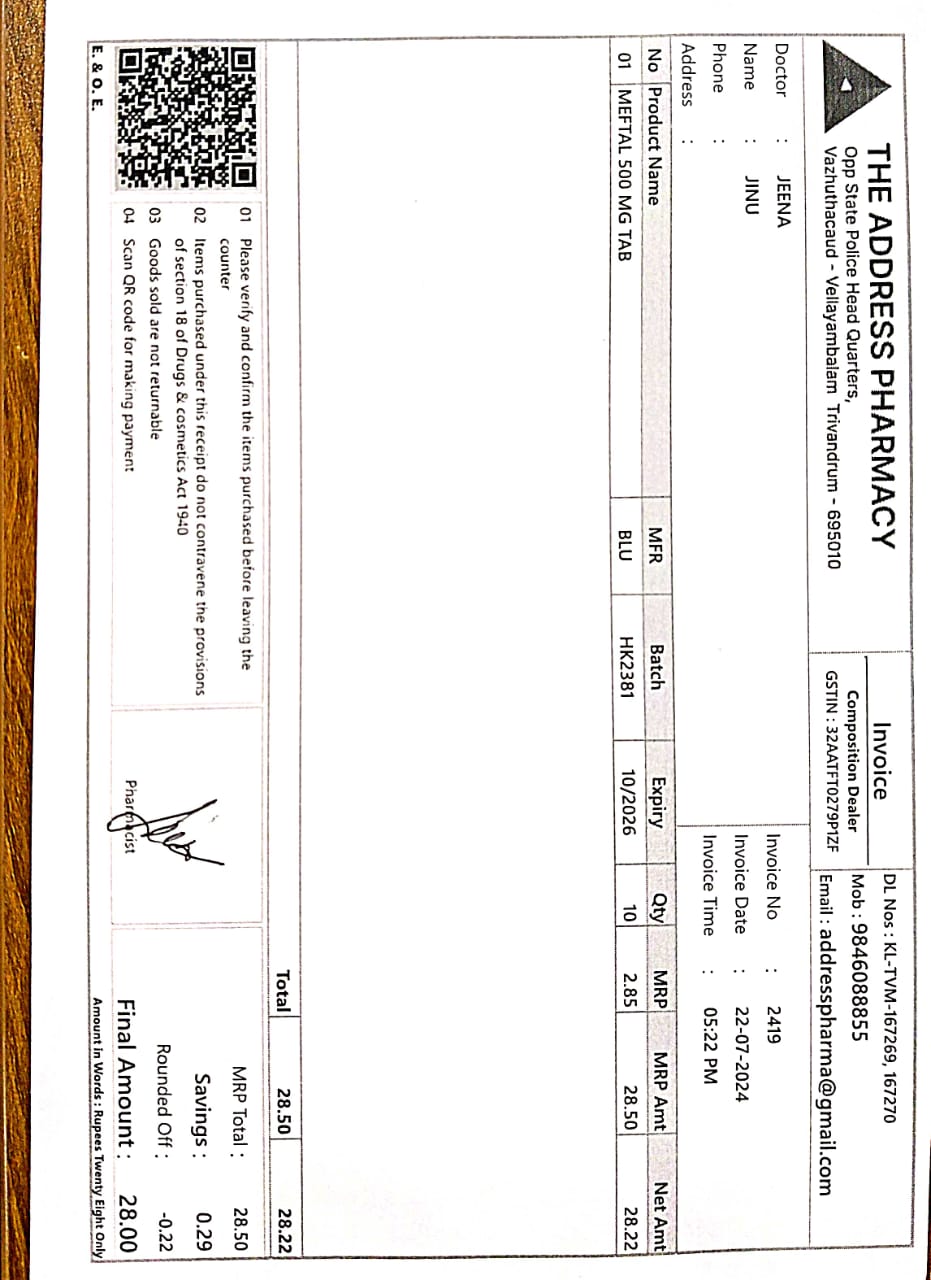 THE ADDRESS PHARMACY
Opp State Police Head Quarters,
Vazhuthacaud - Vellayambalam Trivandrum - 695010
Invoice
Composition Dealer
GSTIN : 32AATFT0279P1ZF
DL Nos : KL-TVM-167269, 167270
Mob : 9846088855
Email : addresspharma@gmail.com
Doctor : JEENA
Name : JINU
Phone :
Address :
Invoice No : 2419
Invoice Date : 22-07-2024
Invoice Time : 05:22 PM
No Product Name MFR Batch Expiry Qty MRP MRP Amt Net Amt
01 MEFTAL 500 MG TAB BLU HK2381 10/2026 10 2.85 28.50 28.22
Total 28.50 28.22
01 Please verify and confirm the items purchased before leaving the
counter
02 Items purchased under this receipt do not contravene the provisions
of section 18 of Drugs & cosmetics Act 1940
03 Goods sold are not returnable
04 Scan QR code for making payment
Pharmacist
MRP Total : 28.50
Savings : 0.29
Rounded Off : -0.22
Final Amount : 28.00
E. & O. E.
Amount in Words : Rupees Twenty Eight Only